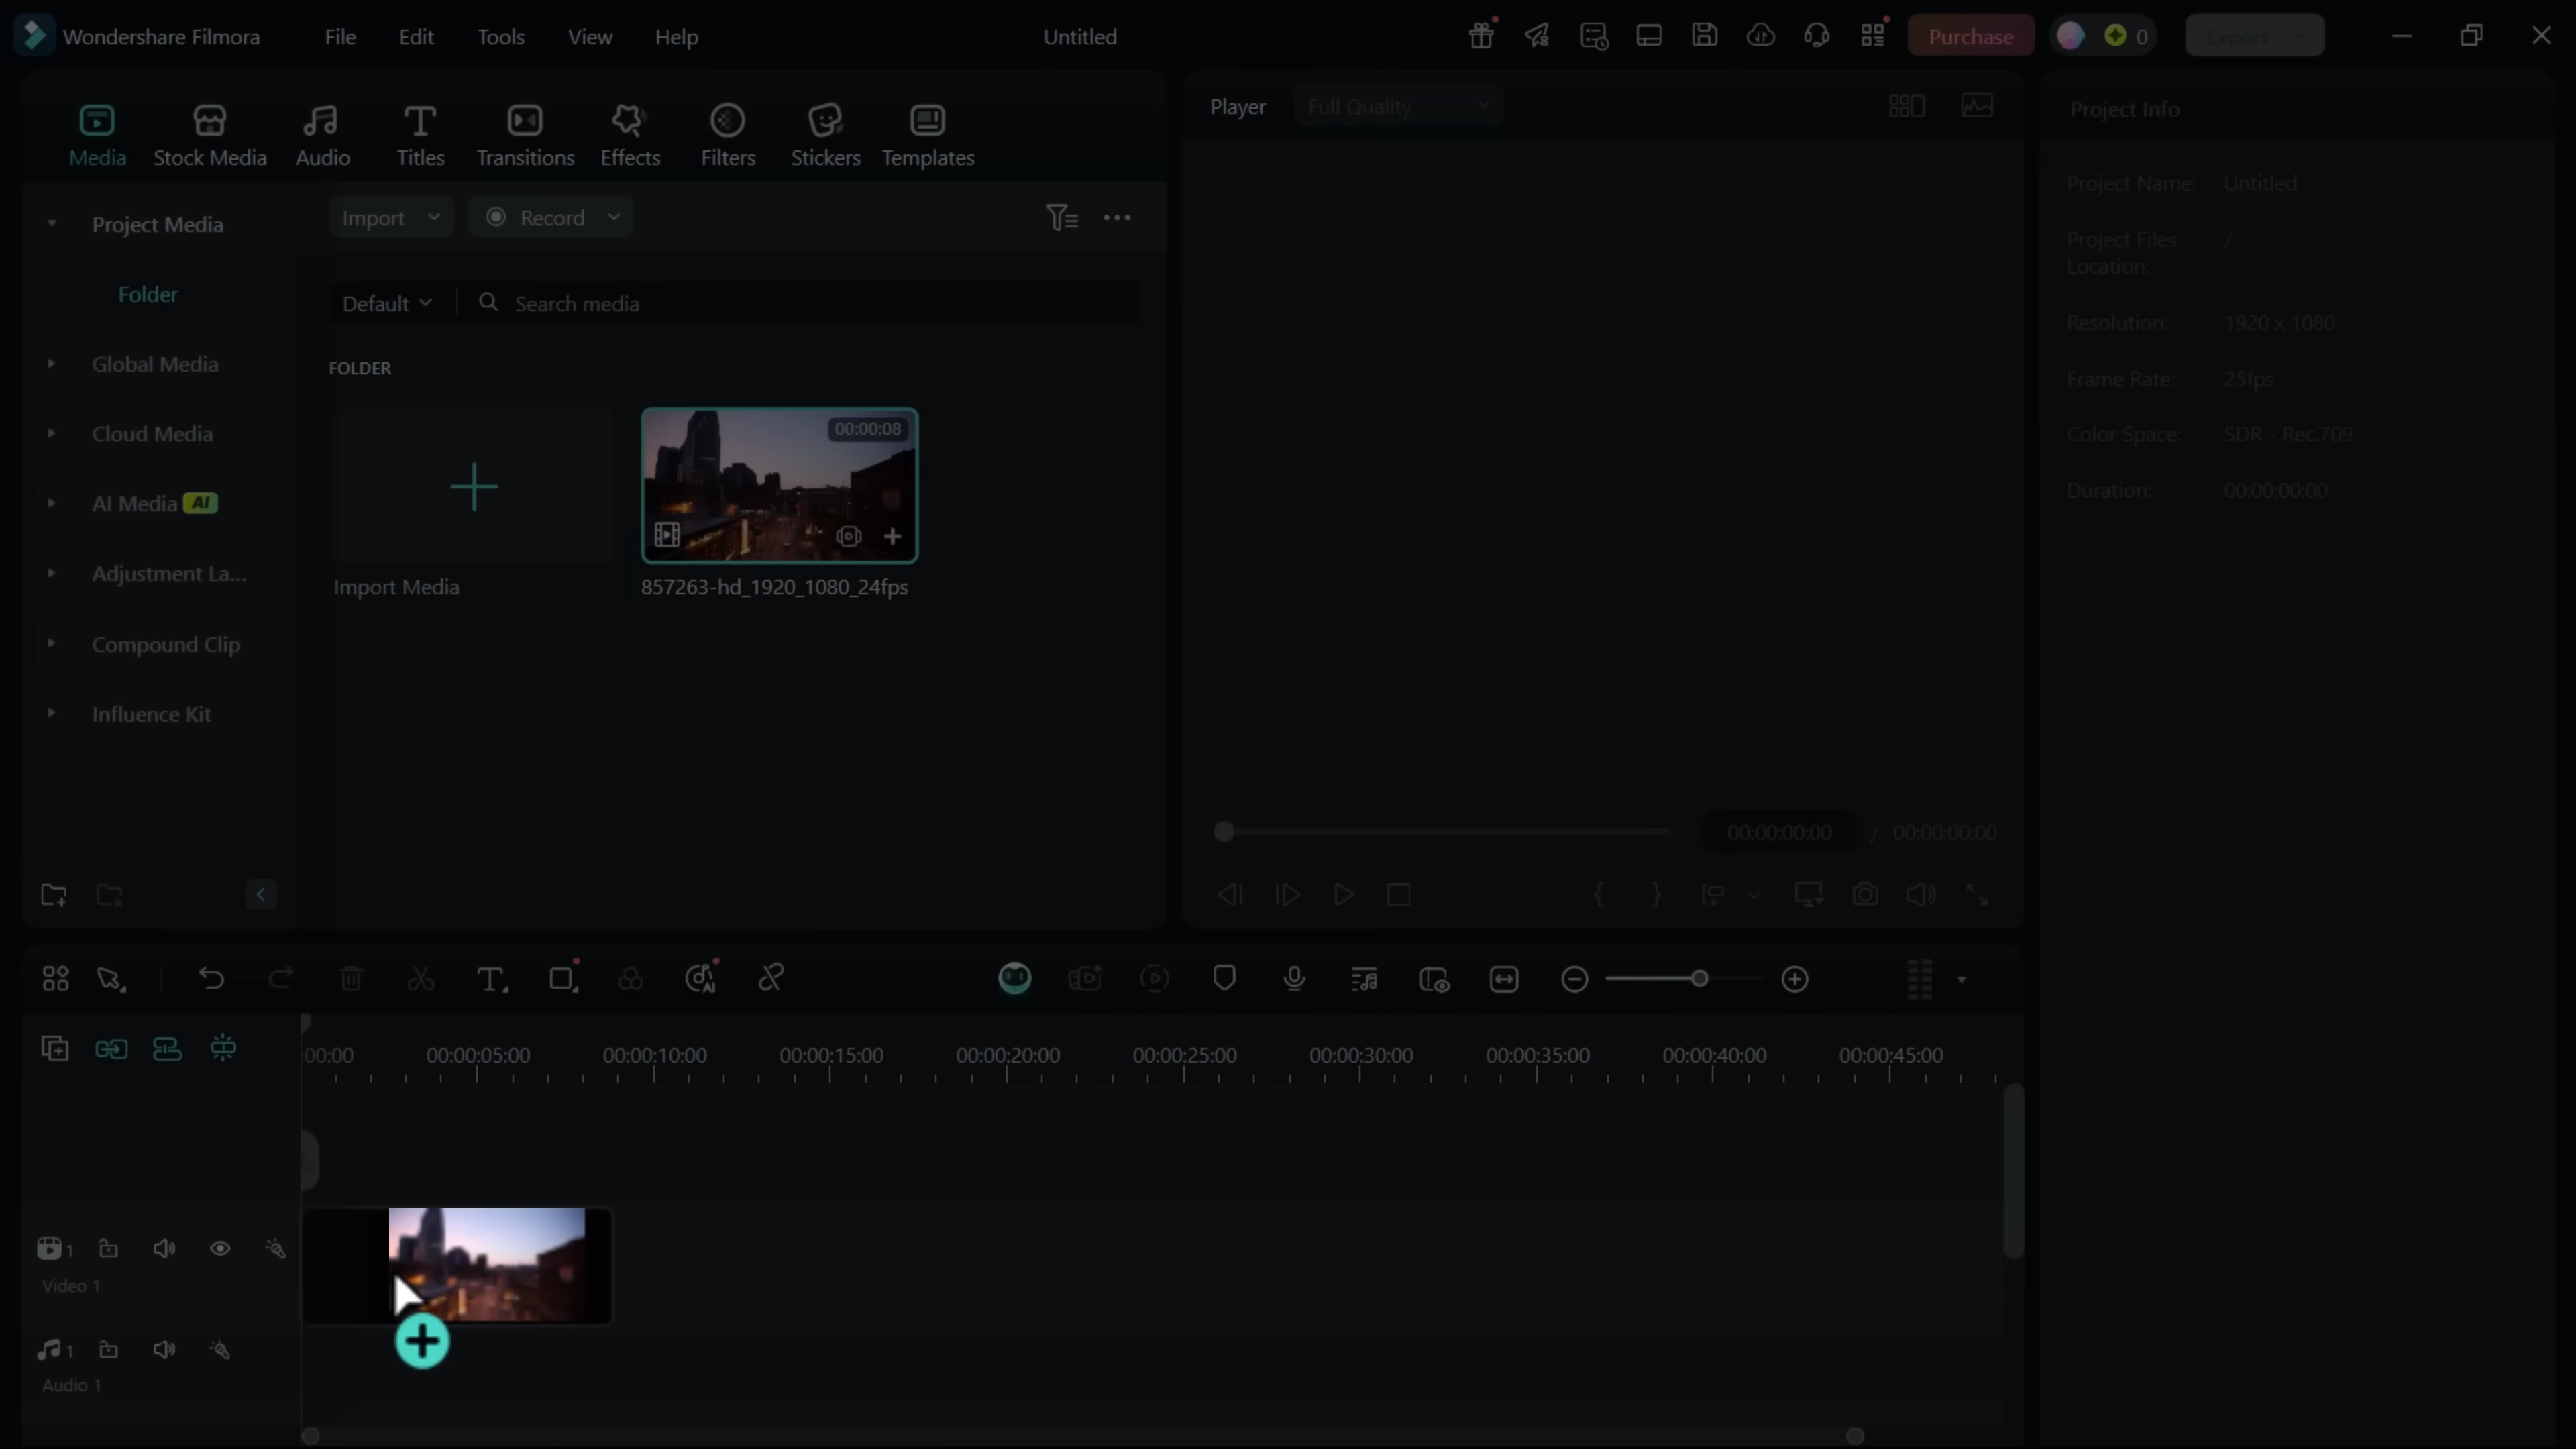 Wondershare Filmora File Edit Tools View Help Untitled Purchase 0 Export
Media Stock Media Audio Titles Transitions Effects Filters Stickers Templates
Player Full Quality
Project Info
Project Media
Import Record
Project Name: Untitled
Folder
Default Search media
Project Files Location: /
Global Media
FOLDER
Resolution: 1920 x 1080
Frame Rate: 25fps
Cloud Media
00:00:08
Color Space: SDR - Rec.709
AI Media AI
Duration: 00:00:00:00
Adjustment La...
Import Media 857263-hd_1920_1080_24fps
Compound Clip
Influence Kit
00:00:00:00 / 00:00:00:00
:00:00 00:00:05:00 00:00:10:00 00:00:15:00 00:00:20:00 00:00:25:00 00:00:30:00 00:00:35:00 00:00:40:00 00:00:45:00
1
Video 1
1
Audio 1